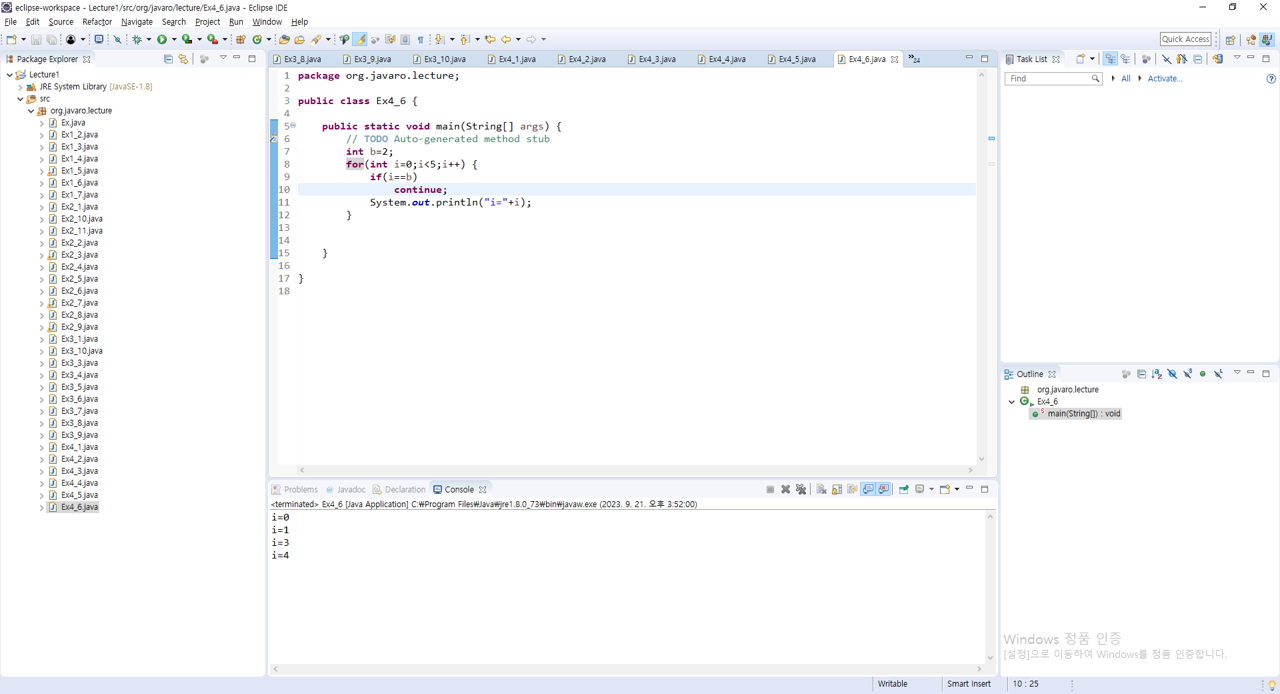 eclipse-workspace - Lecture1/src/org/javaro/lecture/Ex4_6.java - Eclipse IDE
File Edit Source Refactor Navigate Search Project Run Window Help
Quick Access
Package Explorer
Lecture1
JRE System Library [JavaSE-1.8]
src
org.javaro.lecture
Ex.java
Ex1_2.java
Ex1_3.java
Ex1_4.java
Ex1_5.java
Ex1_6.java
Ex1_7.java
Ex2_1.java
Ex2_10.java
Ex2_11.java
Ex2_2.java
Ex2_3.java
Ex2_4.java
Ex2_5.java
Ex2_6.java
Ex2_7.java
Ex2_8.java
Ex2_9.java
Ex3_1.java
Ex3_10.java
Ex3_3.java
Ex3_4.java
Ex3_5.java
Ex3_6.java
Ex3_7.java
Ex3_8.java
Ex3_9.java
Ex4_1.java
Ex4_2.java
Ex4_3.java
Ex4_4.java
Ex4_5.java
Ex4_6.java
Ex3_8.java Ex3_9.java Ex3_10.java Ex4_1.java Ex4_2.java Ex4_3.java Ex4_4.java Ex4_5.java Ex4_6.java »24
1 package org.javaro.lecture;
2
3 public class Ex4_6 {
4
5 public static void main(String[] args) {
6 // TODO Auto-generated method stub
7 int b=2;
8 for(int i=0;i<5;i++) {
9 if(i==b)
10 continue;
11 System.out.println("i="+i);
12 }
13
14
15 }
16
17 }
18
Problems Javadoc Declaration Console
<terminated> Ex4_6 [Java Application] C:₩Program Files₩Java₩jre1.8.0_73₩bin₩javaw.exe (2023. 9. 21. 오후 3:52:00)
i=0
i=1
i=3
i=4
Task List
Find All Activate...
Outline
org.javaro.lecture
Ex4_6
main(String[]) : void
Windows 정품 인증
[설정]으로 이동하여 Windows를 정품 인증합니다.
Writable Smart Insert 10 : 25